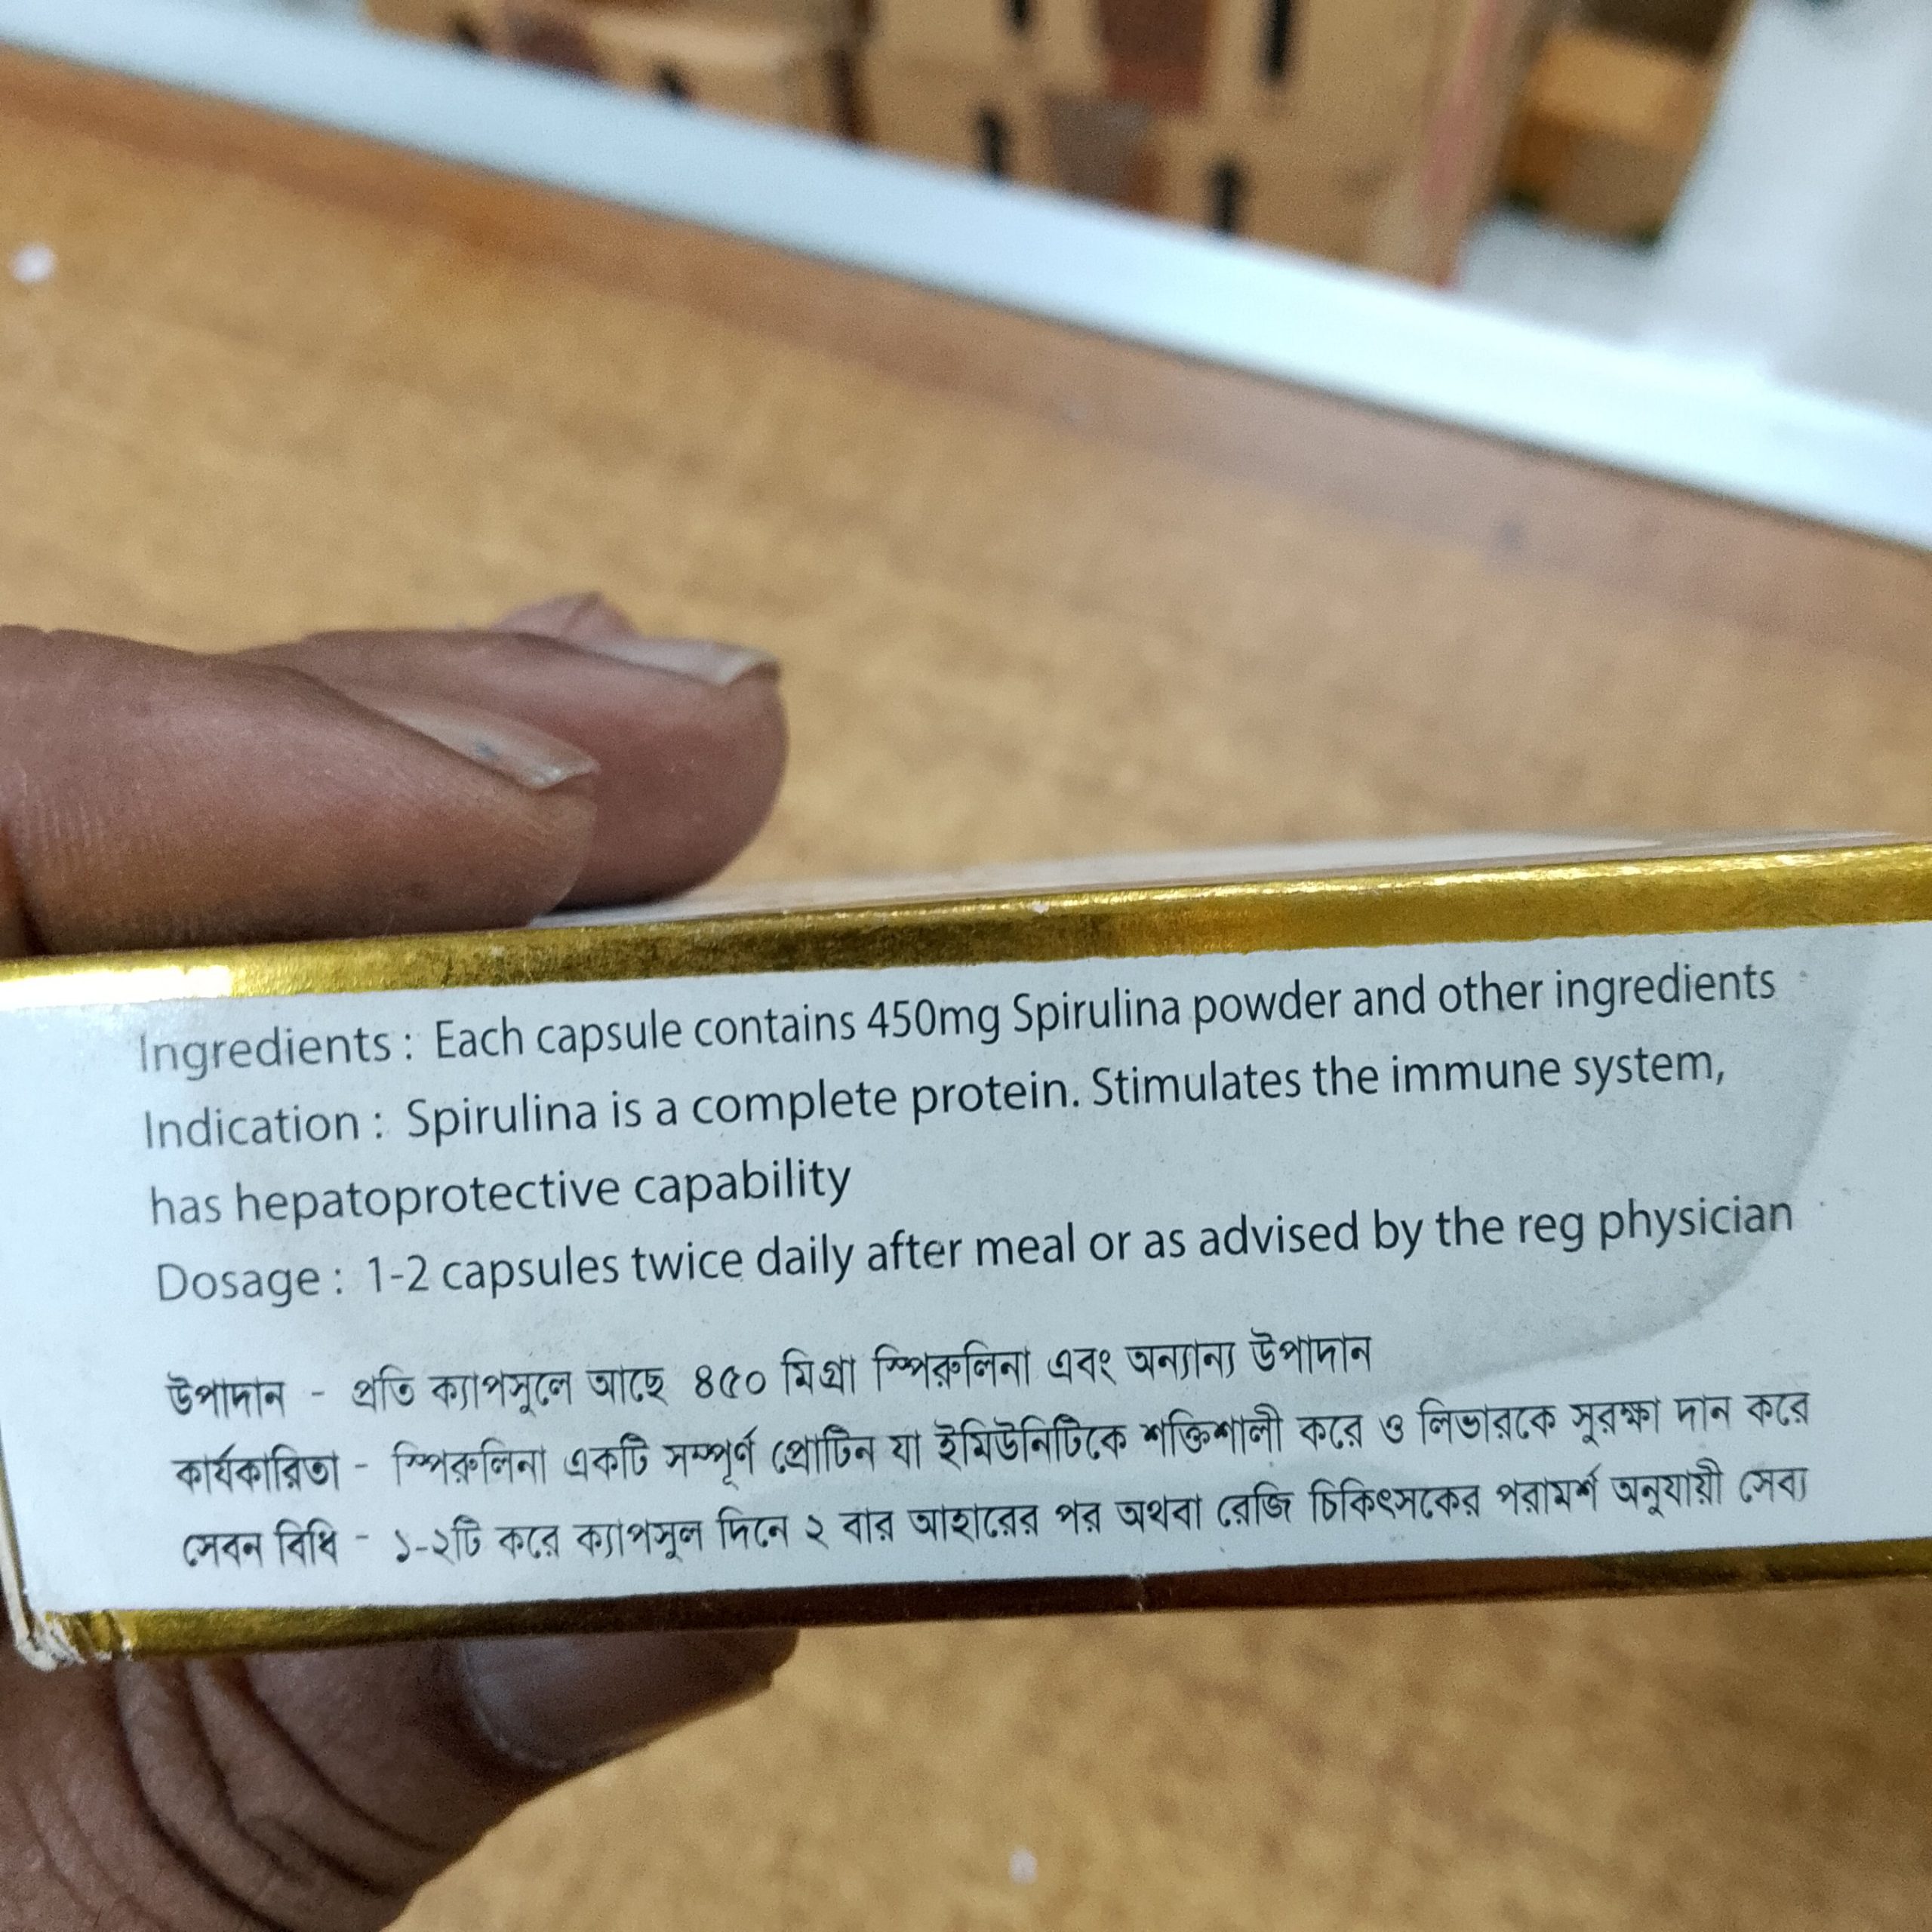 Ingredients : Each capsule contains 450mg Spirulina powder and other ingredients
Indication : Spirulina is a complete protein. Stimulates the immune system,
has hepatoprotective capability
Dosage : 1-2 capsules twice daily after meal or as advised by the reg physician
উপাদান - প্রতি ক্যাপসূলে আছে ৪৫০ মিগ্রা স্পিরুলিনা এবং অন্যান্য উপাদান
কার্যকারিতা - স্পিরুলিনা একটি সম্পূর্ণ প্রোটিন যা ইমিউনিটিকে শক্তিশালী করে ও লিভারকে সুরক্ষা দান করে
সেবন বিধি - ১-২টি করে ক্যাপসূল দিনে ২ বার আহারের পর অথবা রেজি চিকিৎসকের পরামর্শ অনুযায়ী সেব্য